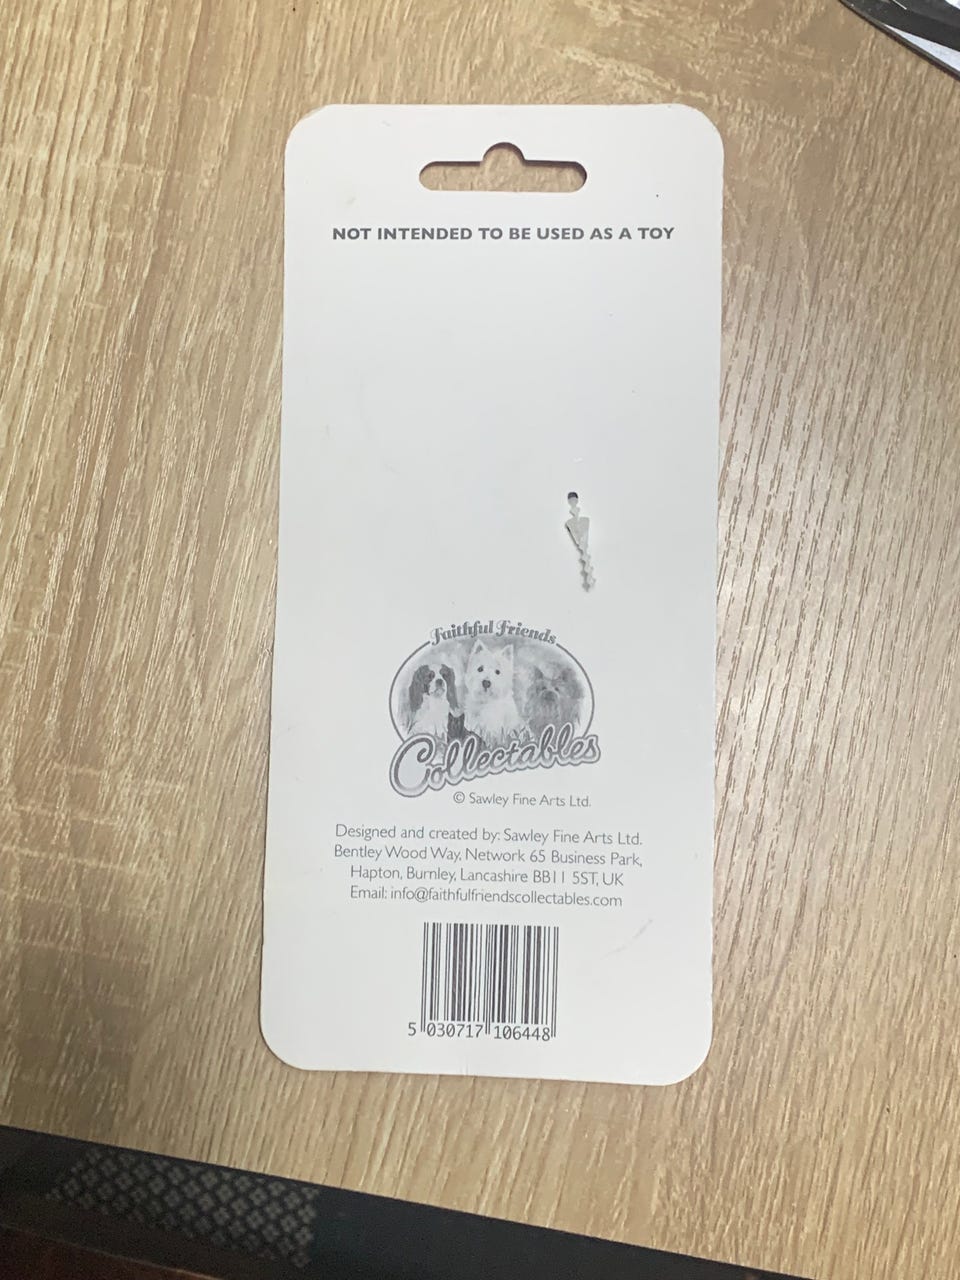 NOT INTENDED TO BE USED AS A TOY
Faithful Friends
Collectables
© Sawley Fine Arts Ltd.
Designed and created by: Sawley Fine Arts Ltd.
Bentley Wood Way, Network 65 Business Park,
Hapton, Burnley, Lancashire BB11 5ST, UK
Email: info@faithfulfriendscollectables.com
5 030717 106448